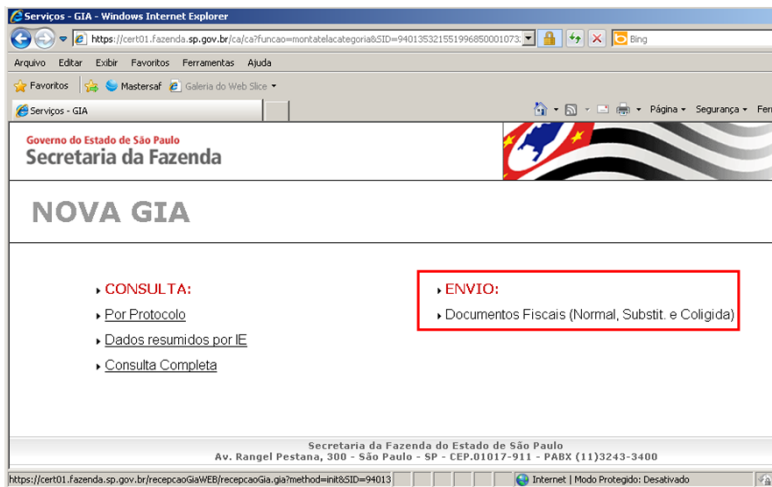 Serviços - GIA - Windows Internet Explorer
https://cert01.fazenda.sp.gov.br/ca/ca?funcao=montatelacategoria&SID=9401353215519968500010732
Bing
Arquivo Editar Exibir Favoritos Ferramentas Ajuda
Favoritos Mastersaf Galeria do Web Slice
Serviços - GIA
Página Segurança Fer
Governo do Estado de São Paulo
Secretaria da Fazenda
NOVA GIA
CONSULTA:
Por Protocolo
Dados resumidos por IE
Consulta Completa
ENVIO:
Documentos Fiscais (Normal, Substit. e Coligida)
Secretaria da Fazenda do Estado de São Paulo
Av. Rangel Pestana, 300 - São Paulo - SP - CEP.01017-911 - PABX (11)3243-3400
https://cert01.fazenda.sp.gov.br/recepcaoGiaWEB/recepcaoGia.gia?method=init&SID=94013
Internet | Modo Protegido: Desativado